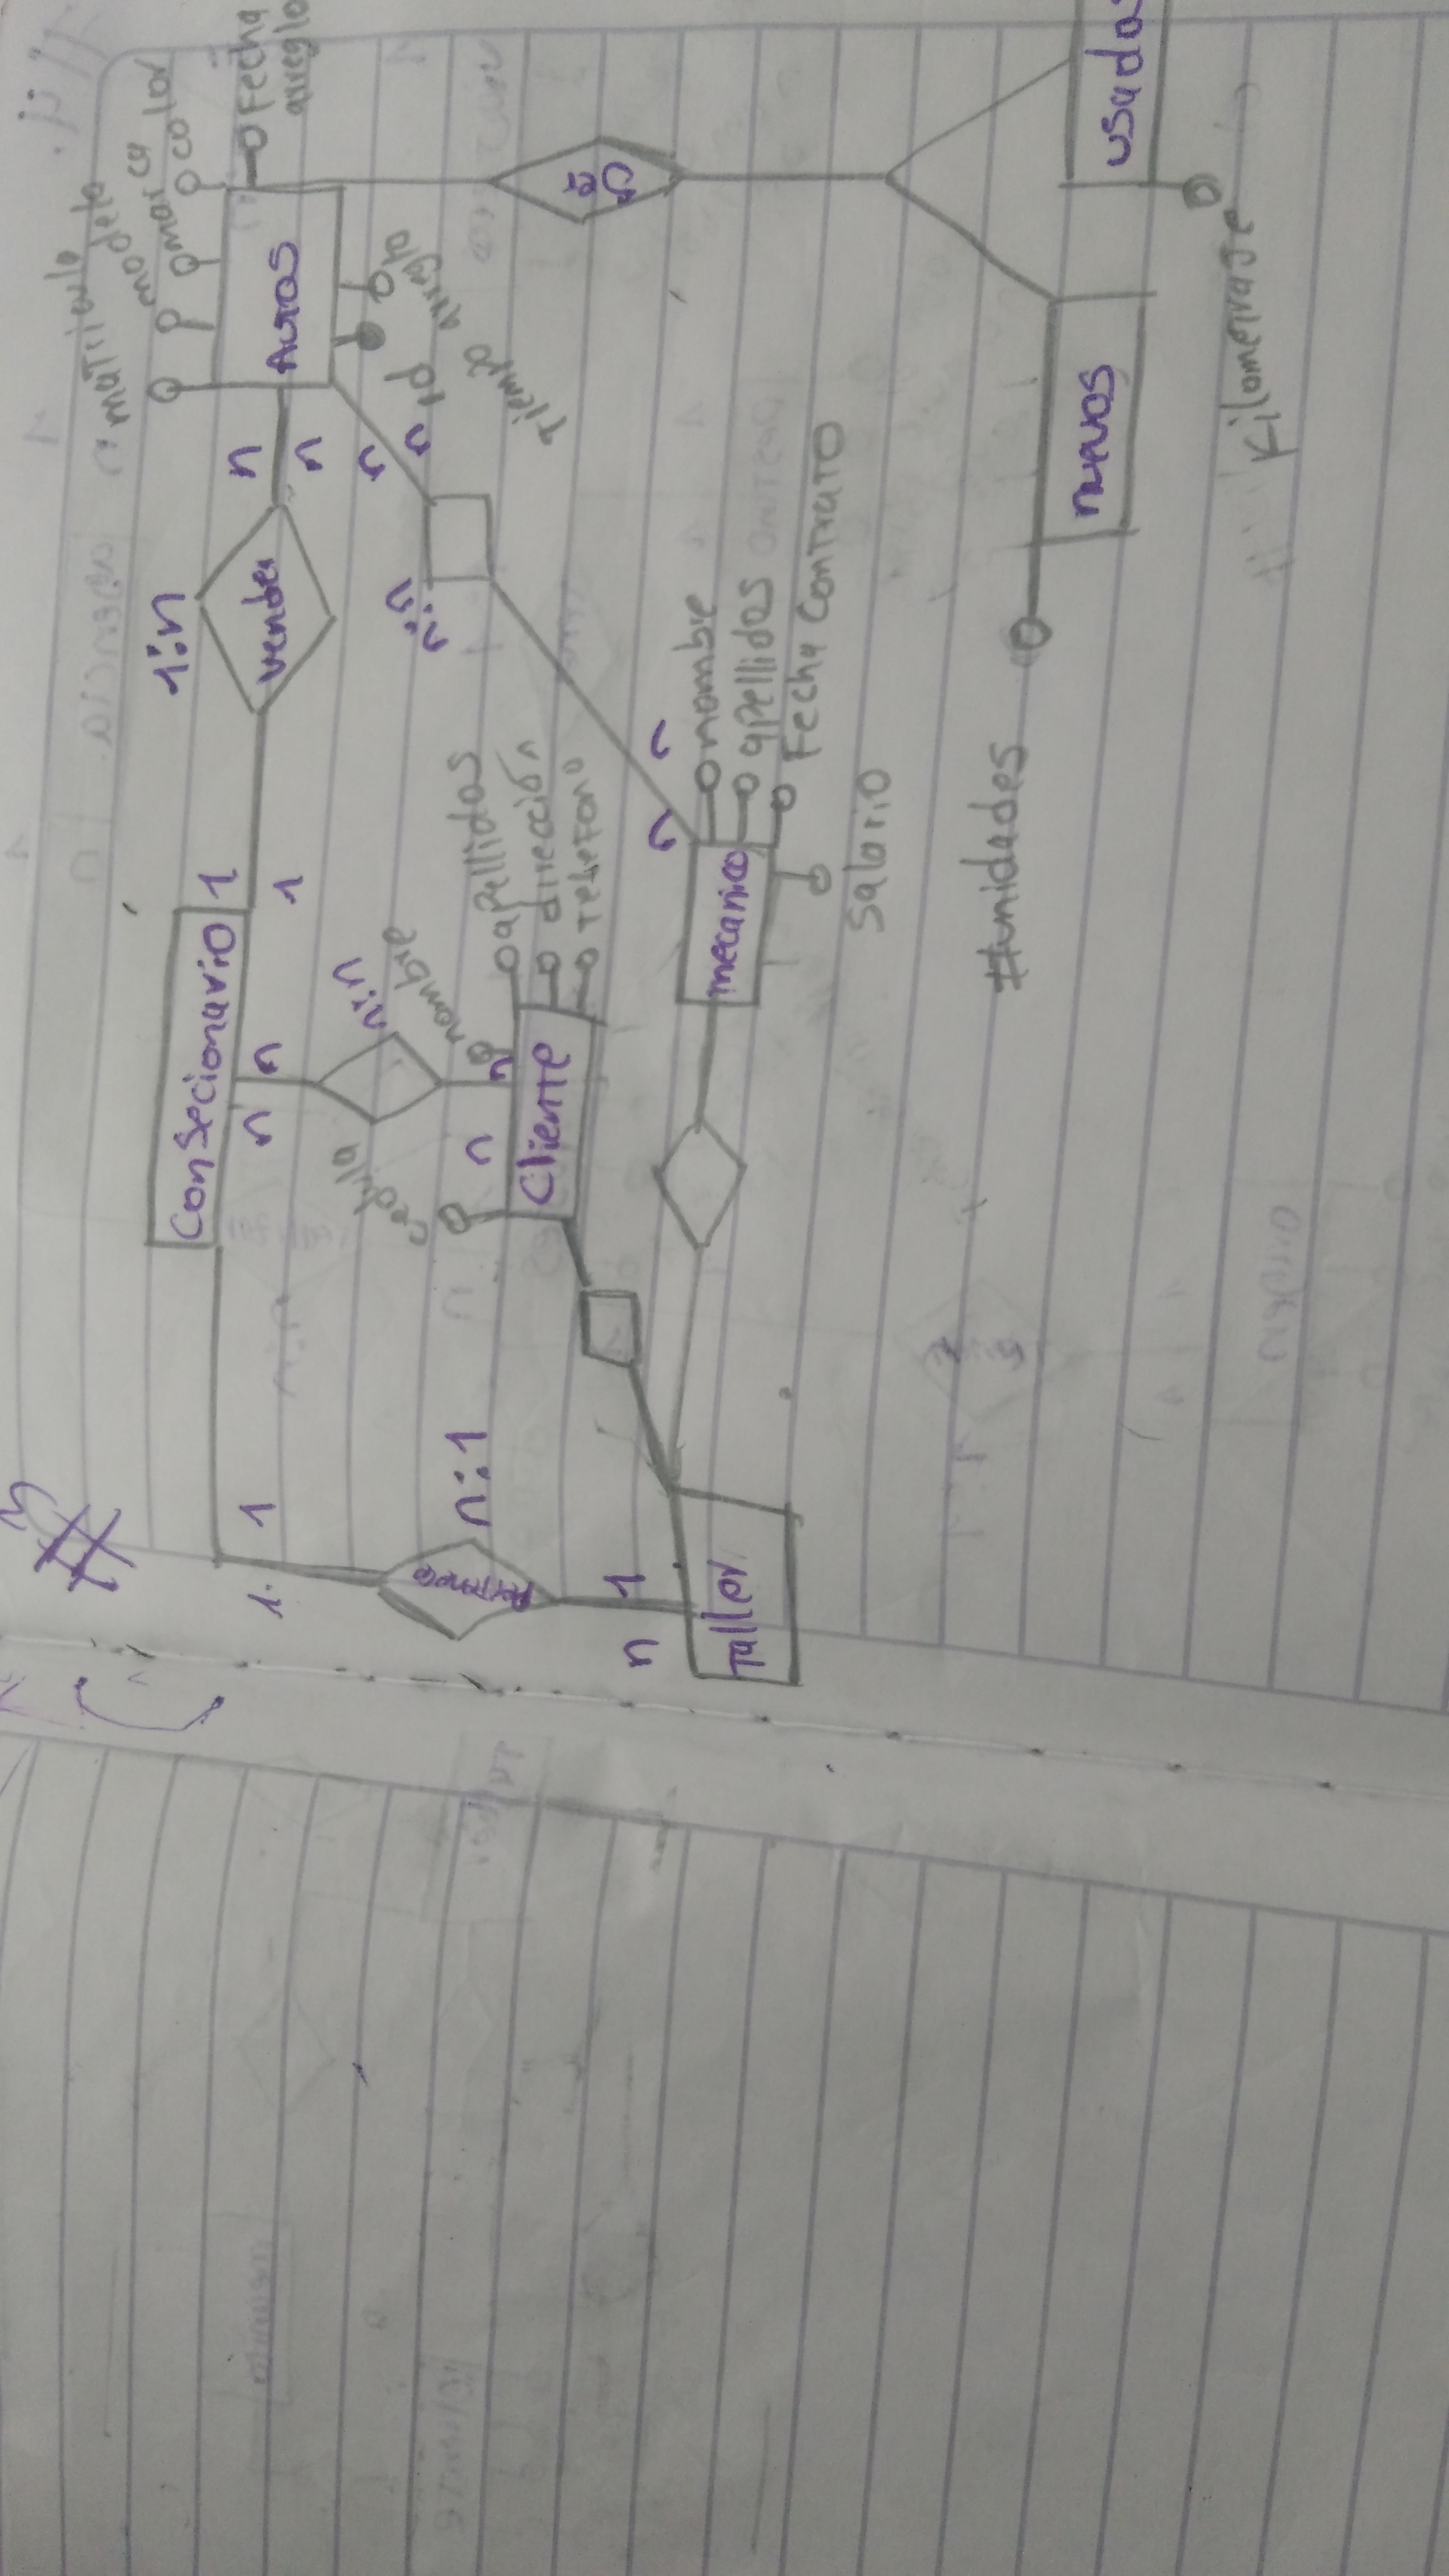 #3
matricula
modelo
marca
color
Fecha
arreglo
ConSecionario
1
1:n
vender
n
Autos
1
1
n
n
1
n
cedula
n:n
nombre
n
n:n
n
id
Tiempo arreglo
n:1
n
n
apellidos
Cliente
dirección
Telefono
Ser
n
1
n
n
Taller
mecanico
nombre
apellidos
Fecha Contrato
Salario
#unidades
nuevos
usados
Kilometraje